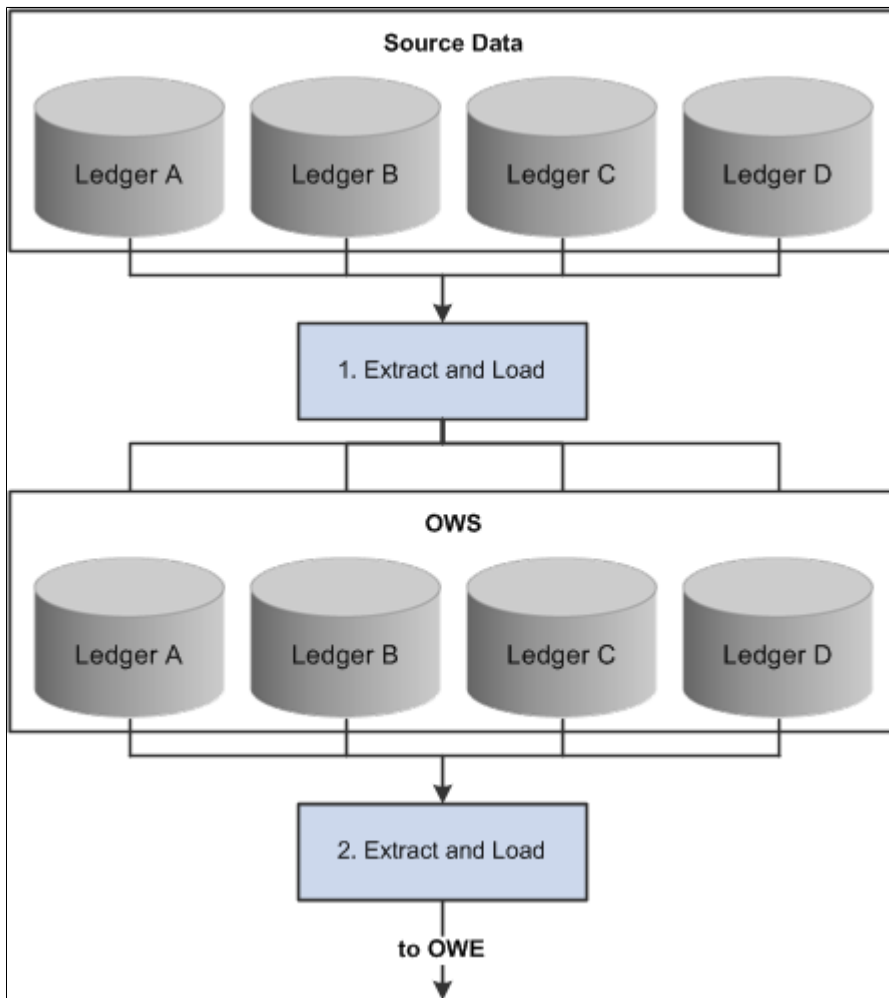 Source Data
Ledger A
Ledger B
Ledger C
Ledger D
1. Extract and Load
OWS
Ledger A
Ledger B
Ledger C
Ledger D
2. Extract and Load
to OWE